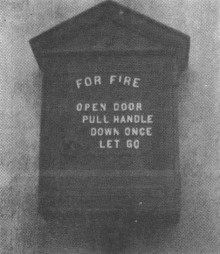 FOR FIRE
OPEN DOOR
PULL HANDLE
DOWN ONCE
LET GO